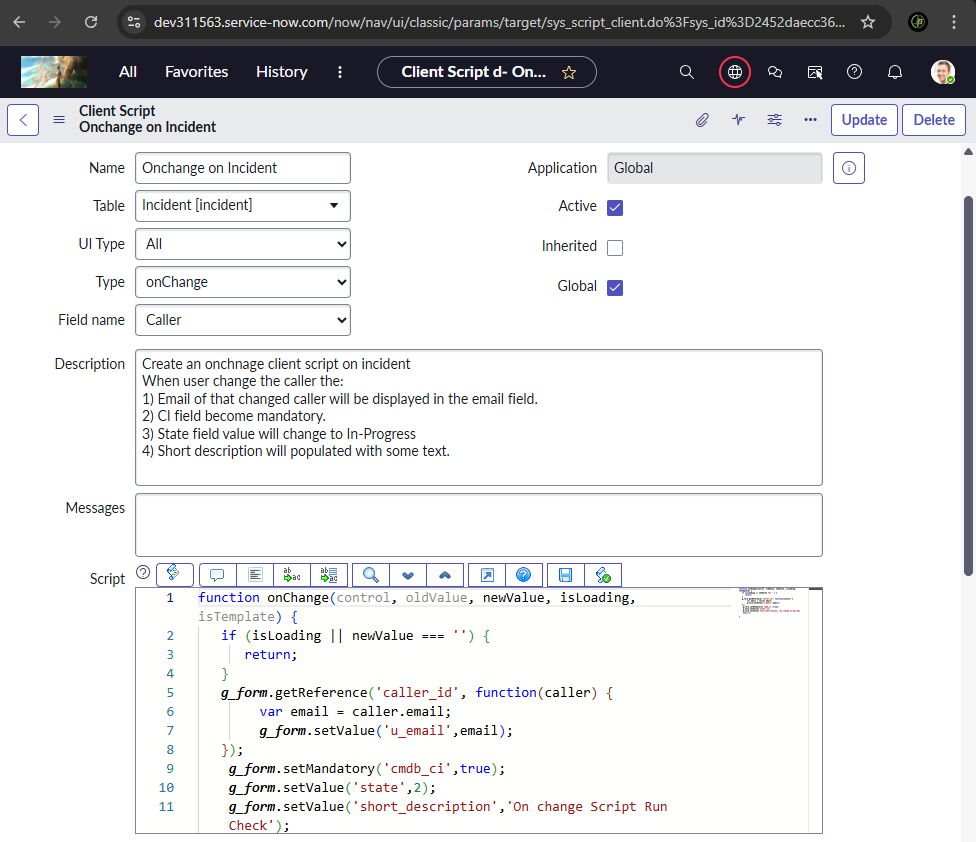 dev311563.service-now.com/now/nav/ui/classic/params/target/sys_script_client.do%3Fsys_id%3D2452daecc36...
All Favorites History Client Script d- On...
Client Script
Onchange on Incident
Update Delete
Name Onchange on Incident Application Global
Table Incident [incident] Active
UI Type All Inherited
Type onChange Global
Field name Caller
Description Create an onchnage client script on incident
When user change the caller the:
1) Email of that changed caller will be displayed in the email field.
2) CI field become mandatory.
3) State field value will change to In-Progress
4) Short description will populated with some text.
Messages
Script
1 function onChange(control, oldValue, newValue, isLoading,
isTemplate) {
2 if (isLoading || newValue === '') {
3 return;
4 }
5 g_form.getReference('caller_id', function(caller) {
6 var email = caller.email;
7 g_form.setValue('u_email',email);
8 });
9 g_form.setMandatory('cmdb_ci',true);
10 g_form.setValue('state',2);
11 g_form.setValue('short_description','On change Script Run
Check');